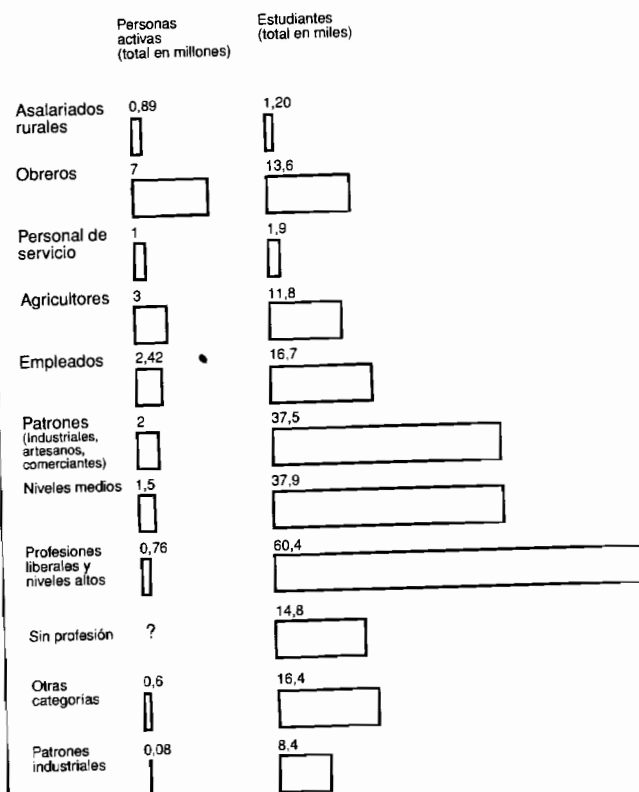 Personas
activas
(total en millones)
Estudiantes
(total en miles)
Asalariados
rurales
0,89
1,20
Obreros
7
13,6
Personal de
servicio
1
1,9
Agricultores
3
11,8
Empleados
2,42
16,7
Patrones
(Industriales,
artesanos,
comerciantes)
2
37,5
Niveles medios
1,5
37,9
Profesiones
liberales y
niveles altos
0,76
60,4
Sin profesión
?
14,8
Otras
categorías
0,6
16,4
Patrones
industriales
0,08
8,4